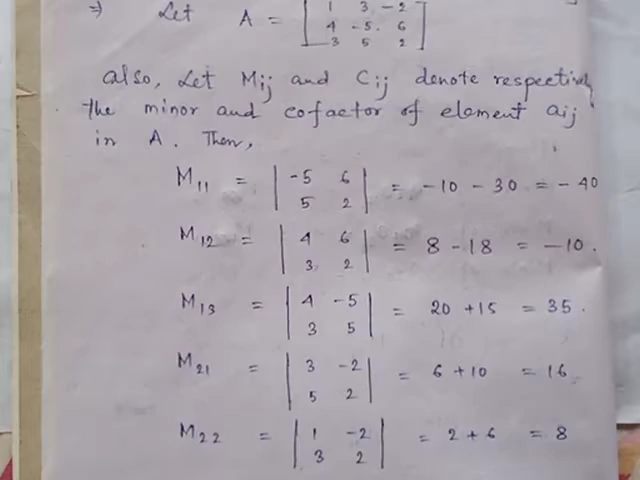 ⇒ Let A = [1 3 -2
4 -5 6
3 5 2]
also, Let Mij and Cij denote respectively
the minor and cofactor of element aij
in A. Then,
M11 = | -5 6 | = -10 - 30 = - 40
5 2
M12 = | 4 6 | = 8 - 18 = -10.
3 2
M13 = | 4 -5 | = 20 + 15 = 35.
3 5
M21 = | 3 -2 | = 6 + 10 = 16
5 2
M22 = | 1 -2 | = 2 + 6 = 8
3 2